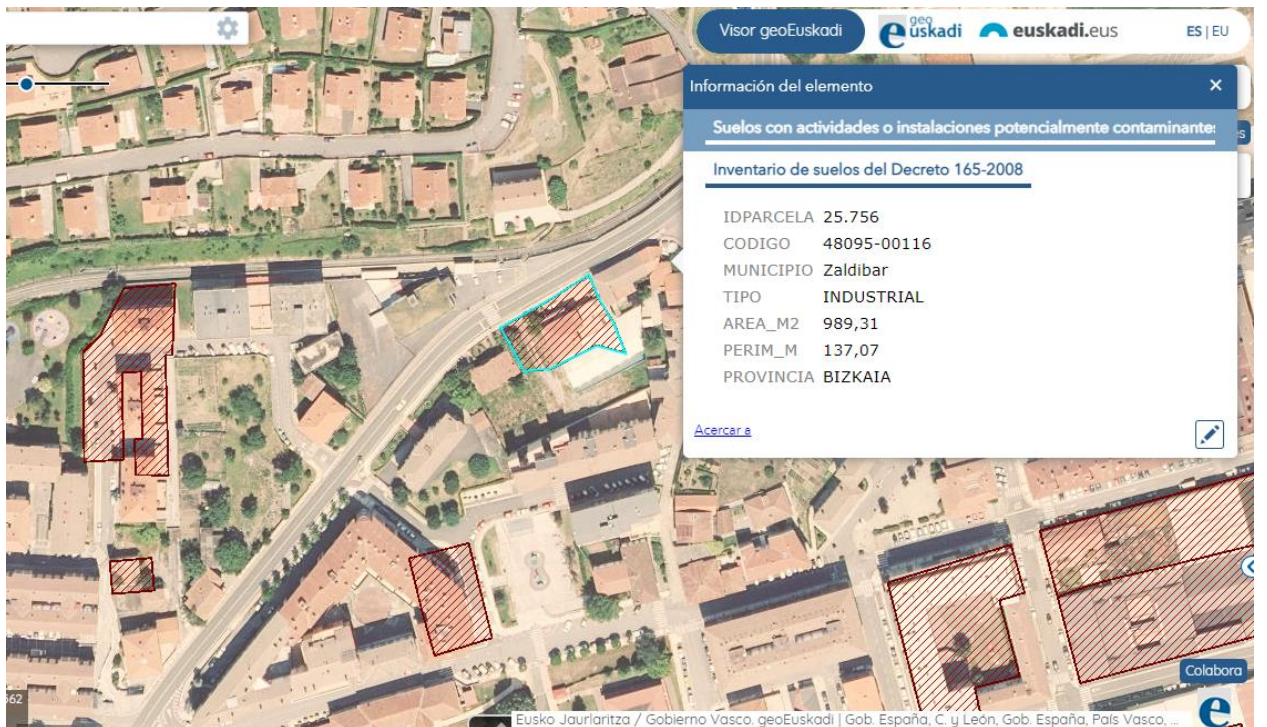 Visor geoEuskadi
geo
euskadi
euskadi.eus
ES | EU
Información del elemento
×
Suelos con actividades o instalaciones potencialmente contaminante
Inventario de suelos del Decreto 165-2008
IDPARCELA 25.756
CODIGO 48095-00116
MUNICIPIO Zaldibar
TIPO INDUSTRIAL
AREA_M2 989,31
PERIM_M 137,07
PROVINCIA BIZKAIA
Acercar a
Colabora
562
Eusko Jaurlaritza / Gobierno Vasco. geoEuskadi | Gob. España, C. y León, Gob. España, País Vasco, ...